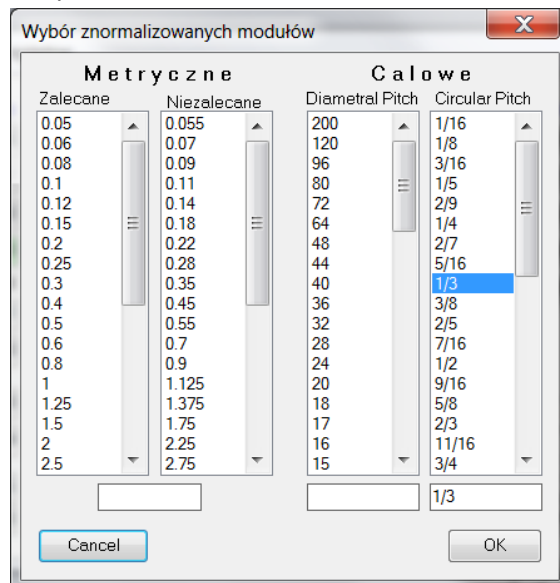 Wybór znormalizowanych modułów
X
Metryczne Calowe
Zalecane Niezalecane Diametral Pitch Circular Pitch
0.05 0.055 200 1/16
0.06 0.07 120 1/8
0.08 0.09 96 3/16
0.1 0.11 80 1/5
0.12 0.14 72 2/9
0.15 0.18 64 1/4
0.2 0.22 48 2/7
0.25 0.28 44 5/16
0.3 0.35 40 1/3
0.4 0.45 36 3/8
0.5 0.55 32 2/5
0.6 0.7 28 7/16
0.8 0.9 24 1/2
1 1.125 20 9/16
1.25 1.375 18 5/8
1.5 1.75 17 2/3
2 2.25 16 11/16
2.5 2.75 15 3/4
1/3
Cancel OK